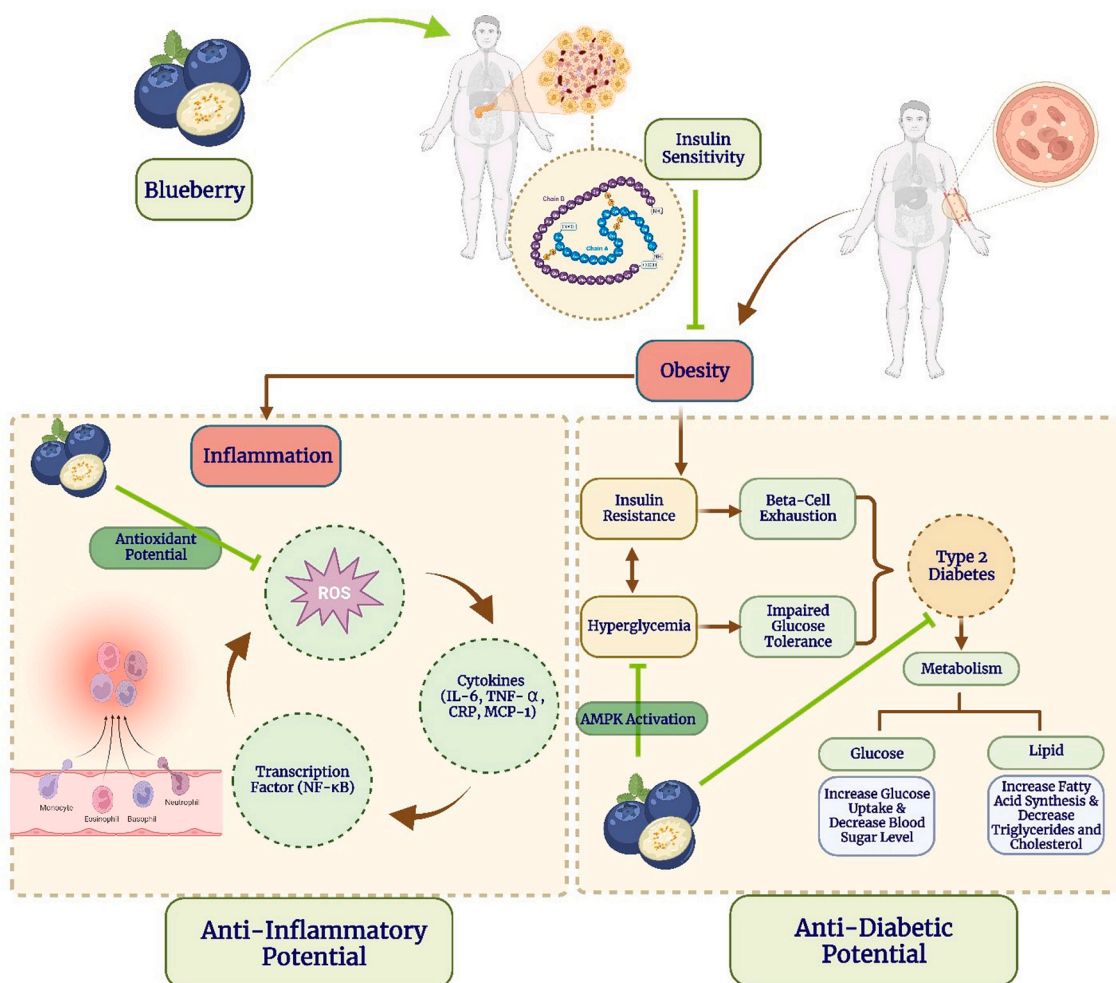 Blueberry
Insulin
Sensitivity
Chain B
Chain A
NH₂
NH₂
Obesity
Inflammation
Antioxidant
Potential
ROS
Cytokines
(IL-6, TNF- α,
CRP, MCP-1)
Transcription
Factor (NF-κB)
Monocyte
Eosinophil
Basophil
Neutrophil
Anti-Inflammatory
Potential
Insulin
Resistance
Beta-Cell
Exhaustion
Hyperglycemia
Impaired
Glucose
Tolerance
Type 2
Diabetes
AMPK Activation
Metabolism
Glucose
Lipid
Increase Glucose
Uptake &
Decrease Blood
Sugar Level
Increase Fatty
Acid Synthesis &
Decrease
Triglycerides and
Cholesterol
Anti-Diabetic
Potential